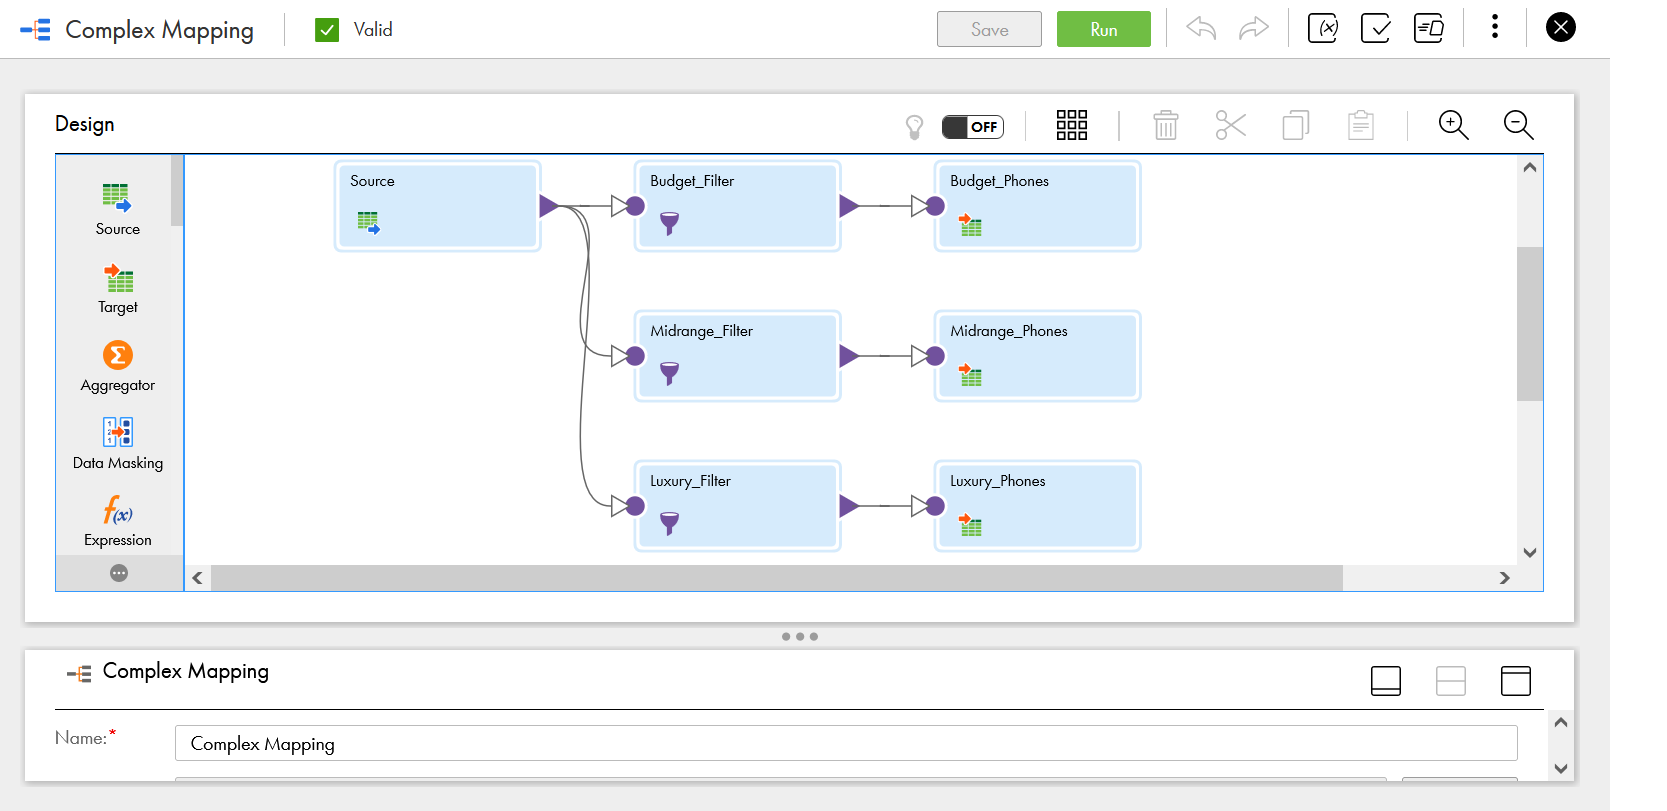 Complex Mapping
Valid
Save
Run
(x)
Design
OFF
Source
Target
Aggregator
Data Masking
Expression
Source
Budget_Filter
Budget_Phones
Midrange_Filter
Midrange_Phones
Luxury_Filter
Luxury_Phones
Complex Mapping
Name:*
Complex Mapping